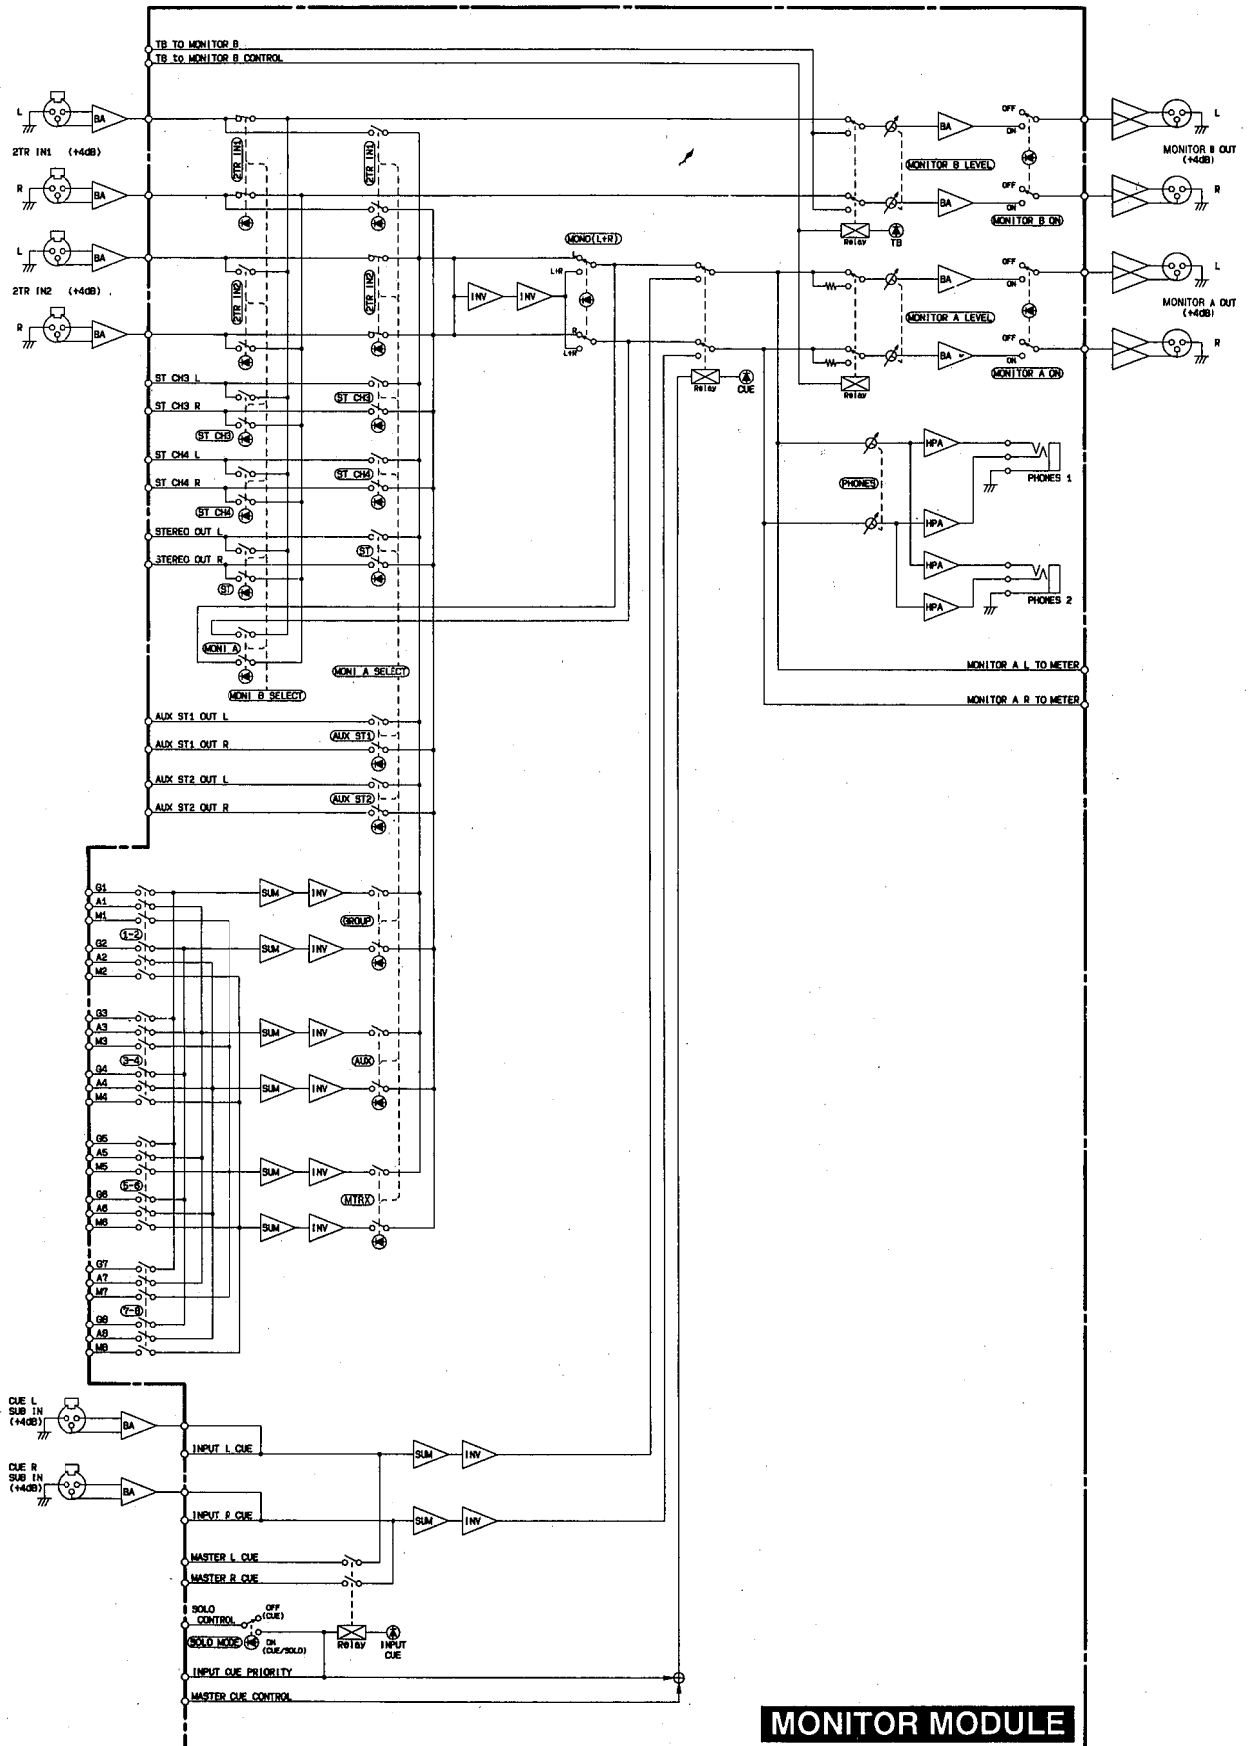 TB TO MONITOR B
TB to MONITOR B CONTROL
L
BA
2TR IN1 (+4dB)
R
BA
L
BA
2TR IN2 (+4dB)
R
BA
2TR IN1
2TR IN1
2TR IN2
2TR IN2
MONO(L+R)
L
L+R
INV
INV
R
L+R
Relay
CUE
Relay
TB
Relay
MONITOR B LEVEL
BA
BA
OFF
ON
OFF
ON
MONITOR B ON
L
MONITOR B OUT
(+4dB)
R
MONITOR A LEVEL
BA
BA
OFF
ON
OFF
ON
MONITOR A ON
L
MONITOR A OUT
(+4dB)
R
ST CH3 L
ST CH3 R
ST CH3
ST CH3
ST CH4 L
ST CH4 R
ST CH4
ST CH4
STEREO OUT L
STEREO OUT R
ST
ST
PHONES
HPA
HPA
HPA
HPA
PHONES 1
PHONES 2
MONI A
MONI B SELECT
MONI A SELECT
MONITOR A L TO METER
MONITOR A R TO METER
AUX ST1 OUT L
AUX ST1
AUX ST1 OUT R
AUX ST2 OUT L
AUX ST2
AUX ST2 OUT R
G1
A1
M1
1-2
G2
A2
M2
SUM
INV
GROUP
SUM
INV
G3
A3
M3
3-4
G4
A4
M4
SUM
INV
AUX
SUM
INV
G5
A5
M5
5-6
G6
A6
M6
SUM
INV
MTRX
SUM
INV
G7
A7
M7
7-8
G8
A8
M8
CUE L
SUB IN
(+4dB)
BA
INPUT L CUE
SUM
INV
CUE R
SUB IN
(+4dB)
BA
INPUT R CUE
SUM
INV
MASTER L CUE
MASTER R CUE
SOLO
CONTROL
OFF
(CUE)
SOLO MODE
ON
(CUE/SOLO)
Relay
INPUT
CUE
INPUT CUE PRIORITY
MASTER CUE CONTROL
MONITOR MODULE